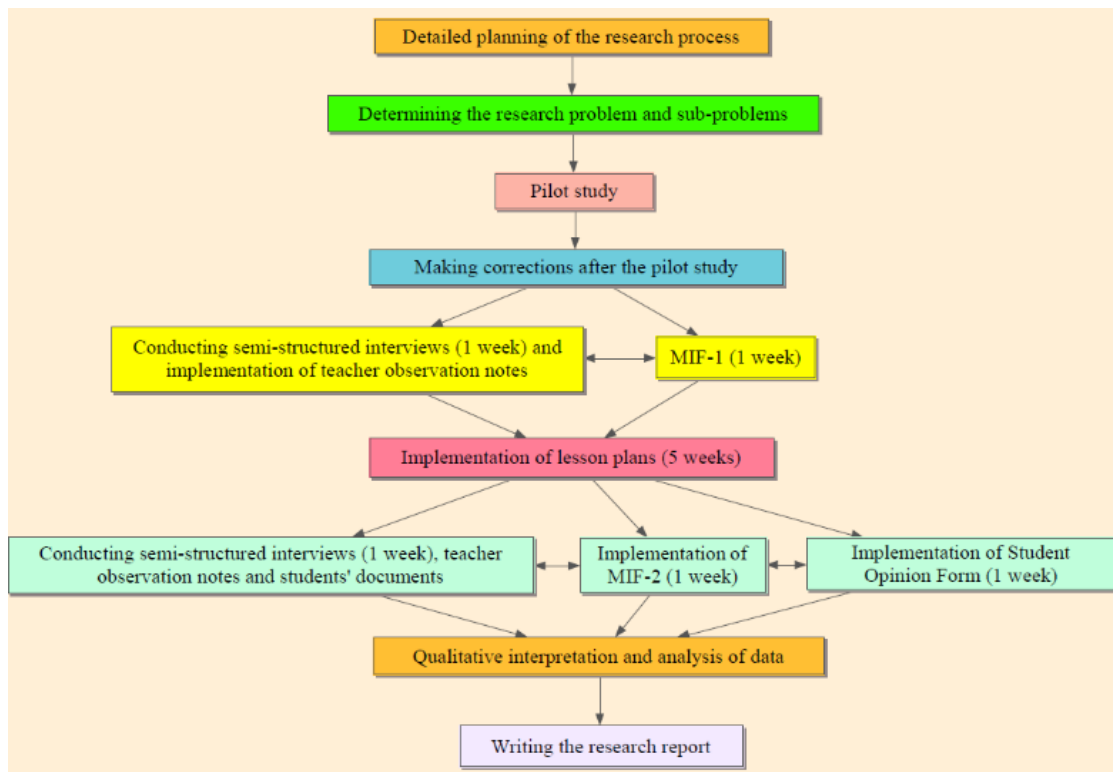 Detailed planning of the research process
Determining the research problem and sub-problems
Pilot study
Making corrections after the pilot study
Conducting semi-structured interviews (1 week) and
implementation of teacher observation notes
MIF-1 (1 week)
Implementation of lesson plans (5 weeks)
Conducting semi-structured interviews (1 week), teacher
observation notes and students' documents
Implementation of
MIF-2 (1 week)
Implementation of Student
Opinion Form (1 week)
Qualitative interpretation and analysis of data
Writing the research report